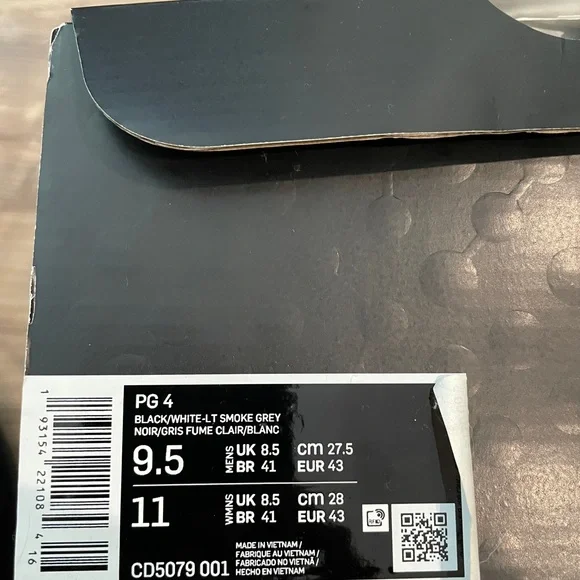 PG 4
BLACK/WHITE-LT SMOKE GREY
NOIR/GRIS FUME CLAIR/BLANC
9.5 MENS UK 8.5 CM 27.5
BR 41 EUR 43
11 WMNS UK 8.5 CM 28
BR 41 EUR 43
CD5079 001
MADE IN VIETNAM /
FABRIQUE AU VIETNAM /
FABRICADO NO VIETNÃ /
HECHO EN VIETNAM
1 93154 22108 4 16